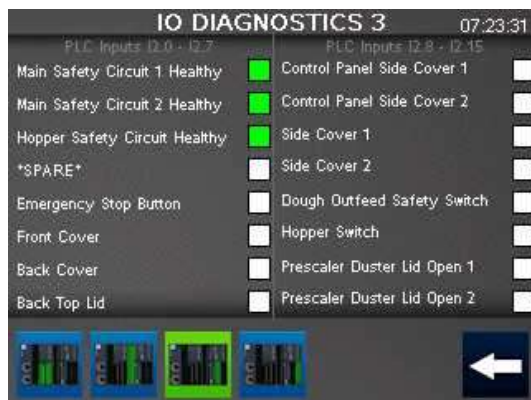 IO DIAGNOSTICS 3
07:23:31
PLC Inputs I2.0 - I2.7
Main Safety Circuit 1 Healthy
Main Safety Circuit 2 Healthy
Hopper Safety Circuit Healthy
*SPARE*
Emergency Stop Button
Front Cover
Back Cover
Back Top Lid
PLC Inputs I2.8 - I2.15
Control Panel Side Cover 1
Control Panel Side Cover 2
Side Cover 1
Side Cover 2
Dough Outfeed Safety Switch
Hopper Switch
Prescaler Duster Lid Open 1
Prescaler Duster Lid Open 2